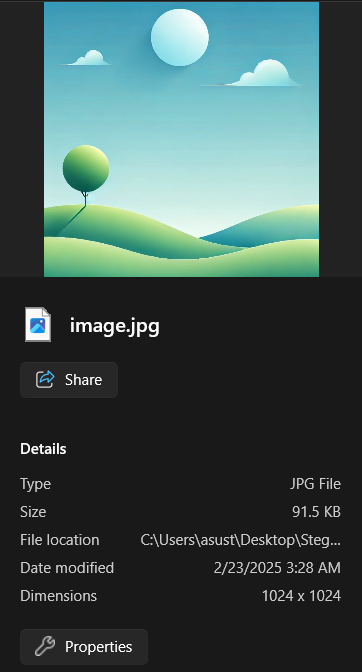 image.jpg
Share
Details
Type JPG File
Size 91.5 KB
File location C:\Users\asust\Desktop\Steg...
Date modified 2/23/2025 3:28 AM
Dimensions 1024 x 1024
Properties